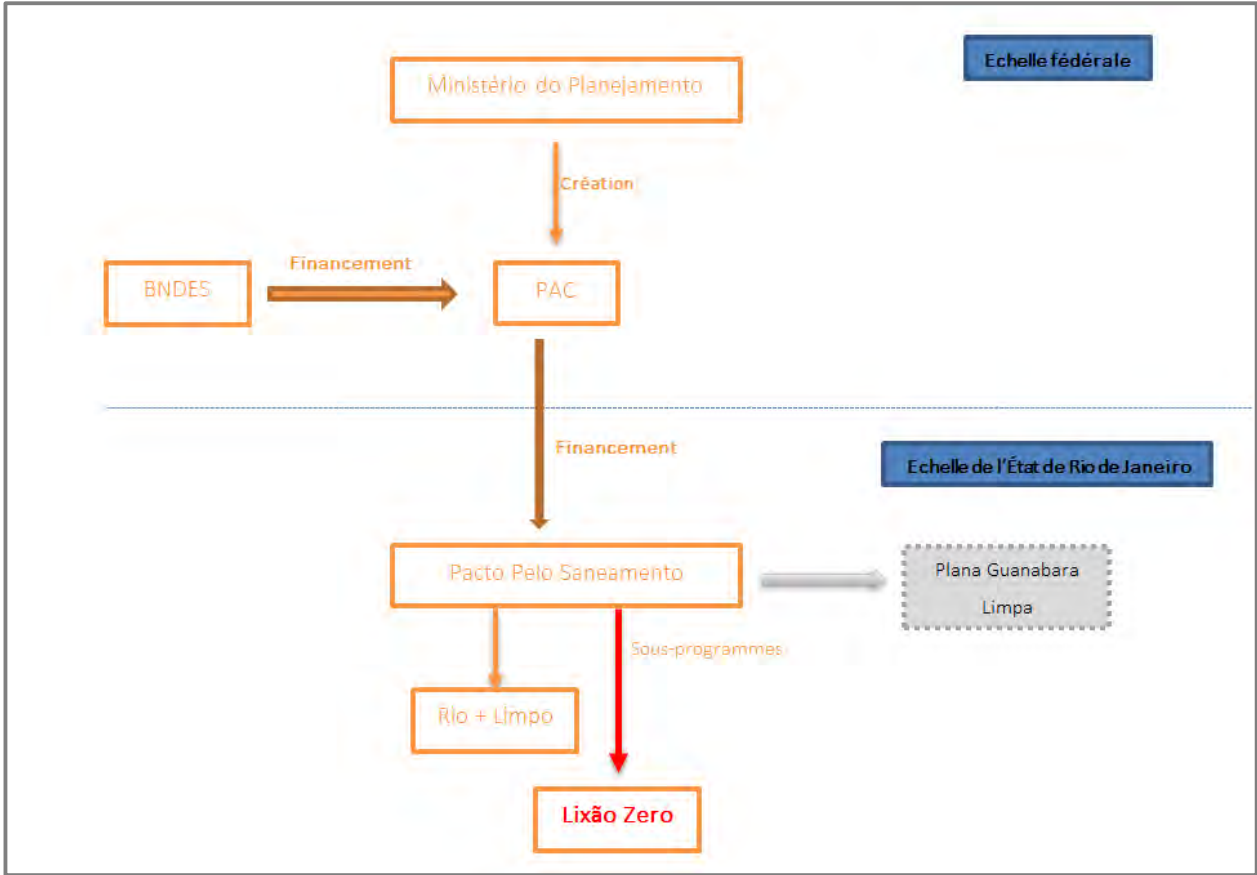 Echelle fédérale
Ministério do Planejamento
Création
Financement
BNDES
PAC
Financement
Echelle de l'État de Rio de Janeiro
Pacto Pelo Saneamento
Plana Guanabara
Limpa
Sous-programmes
Rio + Limpo
Lixão Zero